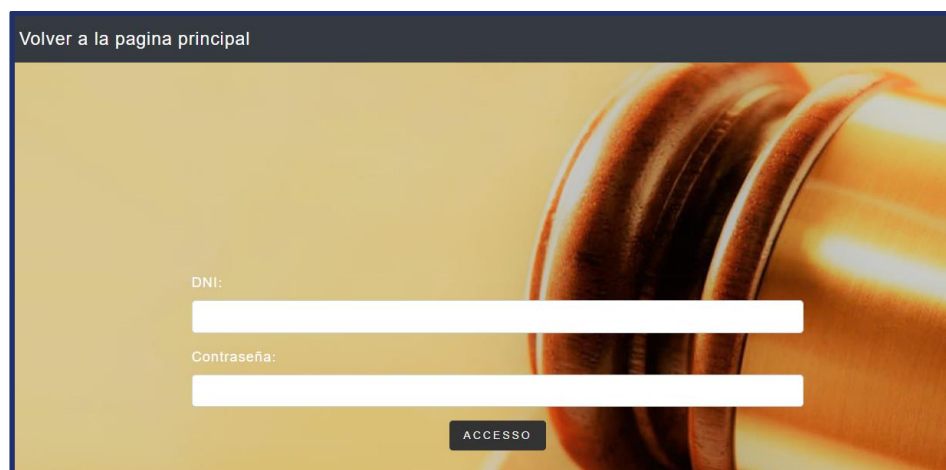 Volver a la pagina principal
DNI:
Contraseña:
ACCESSO